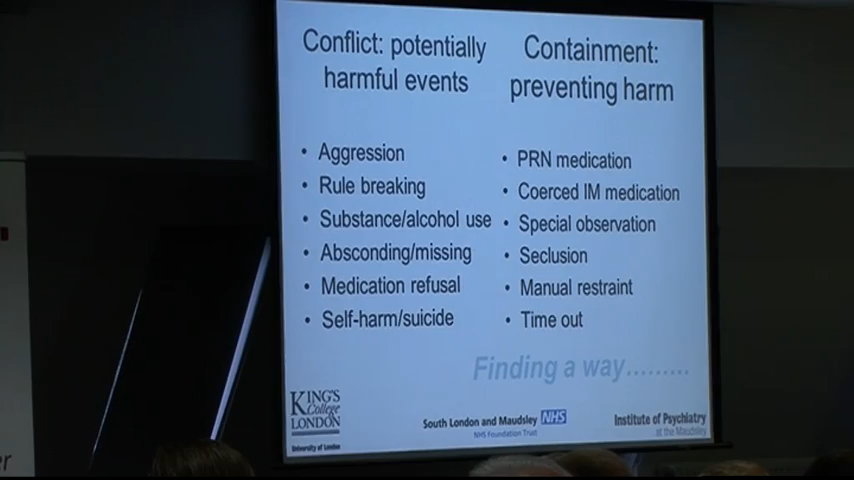 Conflict: potentially
harmful events
• Aggression
• Rule breaking
• Substance/alcohol use
• Absconding/missing
• Medication refusal
• Self-harm/suicide
Containment:
preventing harm
• PRN medication
• Coerced IM medication
• Special observation
• Seclusion
• Manual restraint
• Time out
Finding a way.........
KING'S
College
LONDON
University of London
South London and Maudsley NHS
NHS Foundation Trust
Institute of Psychiatry
at the Maudsley
er